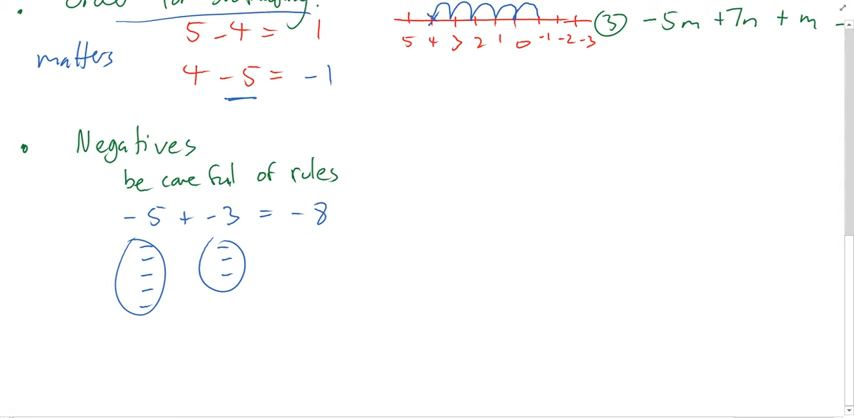 5 - 4 = 1
matters
4 - 5 = -1
5 4 3 2 1 0 -1 -2 -3
③ -5m + 7n + m -
• Negatives
be careful of rules
-5 + -3 = -8